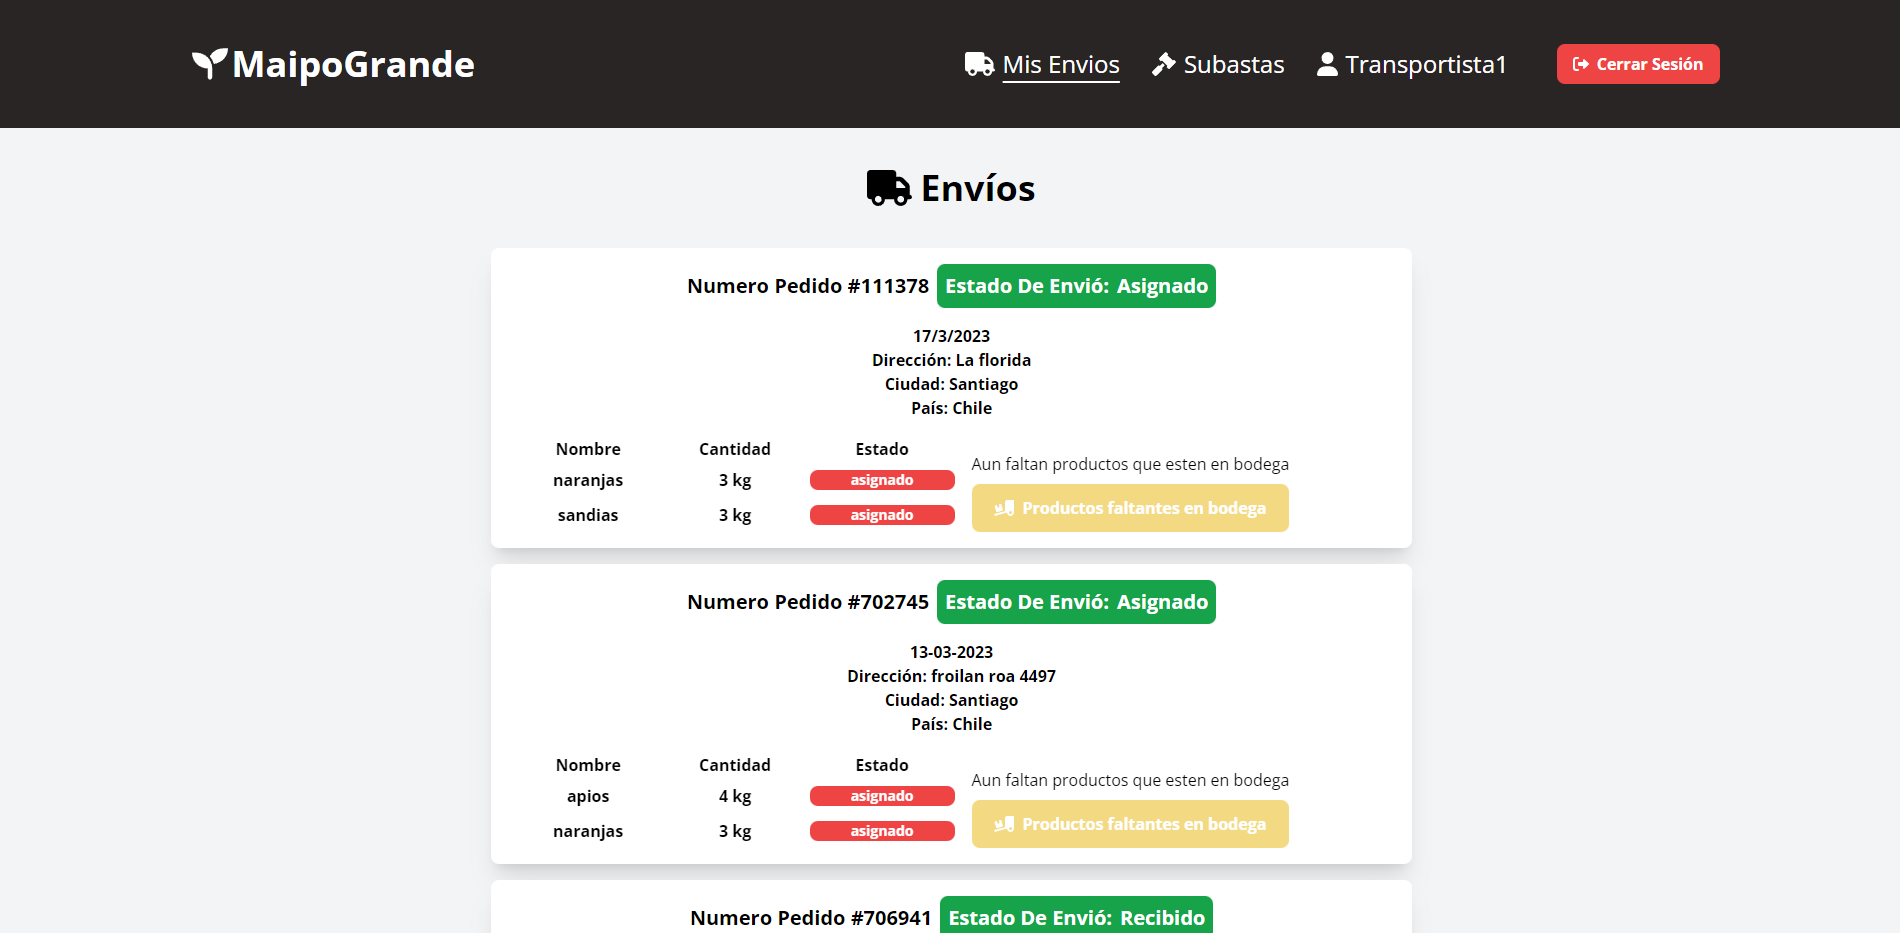 MaipoGrande
Mis Envios
Subastas
Transportista1
Cerrar Sesión
Envíos
Numero Pedido #111378 Estado De Envió: Asignado
17/3/2023
Dirección: La florida
Ciudad: Santiago
País: Chile
Nombre Cantidad Estado
naranjas 3 kg asignado
sandias 3 kg asignado
Aun faltan productos que esten en bodega
Productos faltantes en bodega
Numero Pedido #702745 Estado De Envió: Asignado
13-03-2023
Dirección: froilan roa 4497
Ciudad: Santiago
País: Chile
Nombre Cantidad Estado
apios 4 kg asignado
naranjas 3 kg asignado
Aun faltan productos que esten en bodega
Productos faltantes en bodega
Numero Pedido #706941 Estado De Envió: Recibido